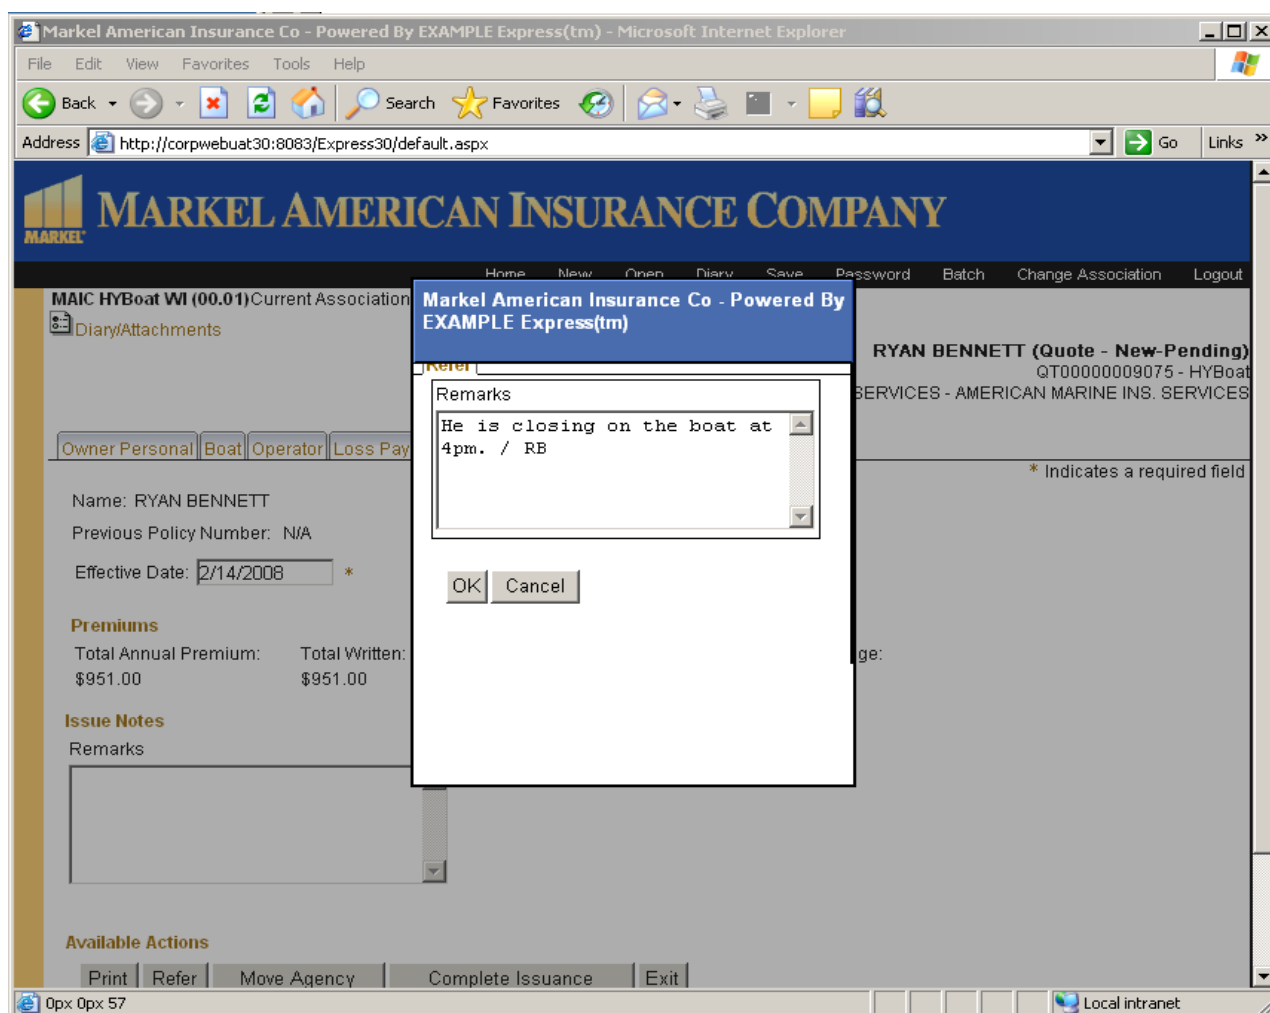 Markel American Insurance Co - Powered By EXAMPLE Express(tm) - Microsoft Internet Explorer
File Edit View Favorites Tools Help
Back Search Favorites
Address http://corpwebuat30:8083/Express30/default.aspx Go Links »
MARKEL AMERICAN INSURANCE COMPANY
MARKEL
Home New Open Diary Save Password Batch Change Association Logout
MAIC HYBoat WI (00.01)Current Association
Diary/Attachments
RYAN BENNETT (Quote - New-Pending)
QT00000009075 - HYBoat
SERVICES - AMERICAN MARINE INS. SERVICES
Markel American Insurance Co - Powered By
EXAMPLE Express(tm)
Refer
Remarks
He is closing on the boat at
4pm. / RB
OK Cancel
Owner Personal Boat Operator Loss Pay
* Indicates a required field
Name: RYAN BENNETT
Previous Policy Number: N/A
Effective Date: 2/14/2008 *
Premiums
Total Annual Premium: Total Written: ge:
$951.00 $951.00
Issue Notes
Remarks
Available Actions
Print Refer Move Agency Complete Issuance Exit
0px 0px 57 Local intranet